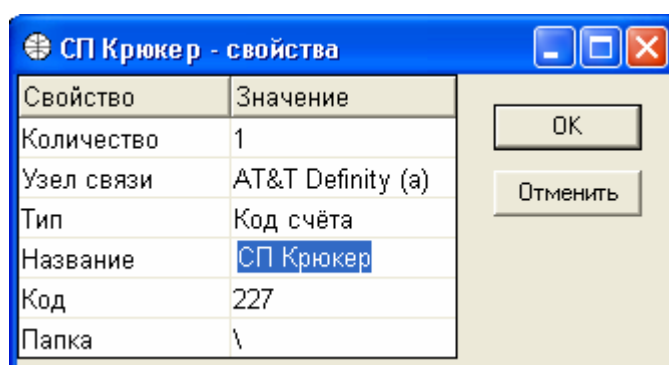 СП Крюкер - свойства
Свойство Значение
Количество 1
Узел связи AT&T Definity (a)
Тип Код счёта
Название СП Крюкер
Код 227
Папка \
OK
Отменить